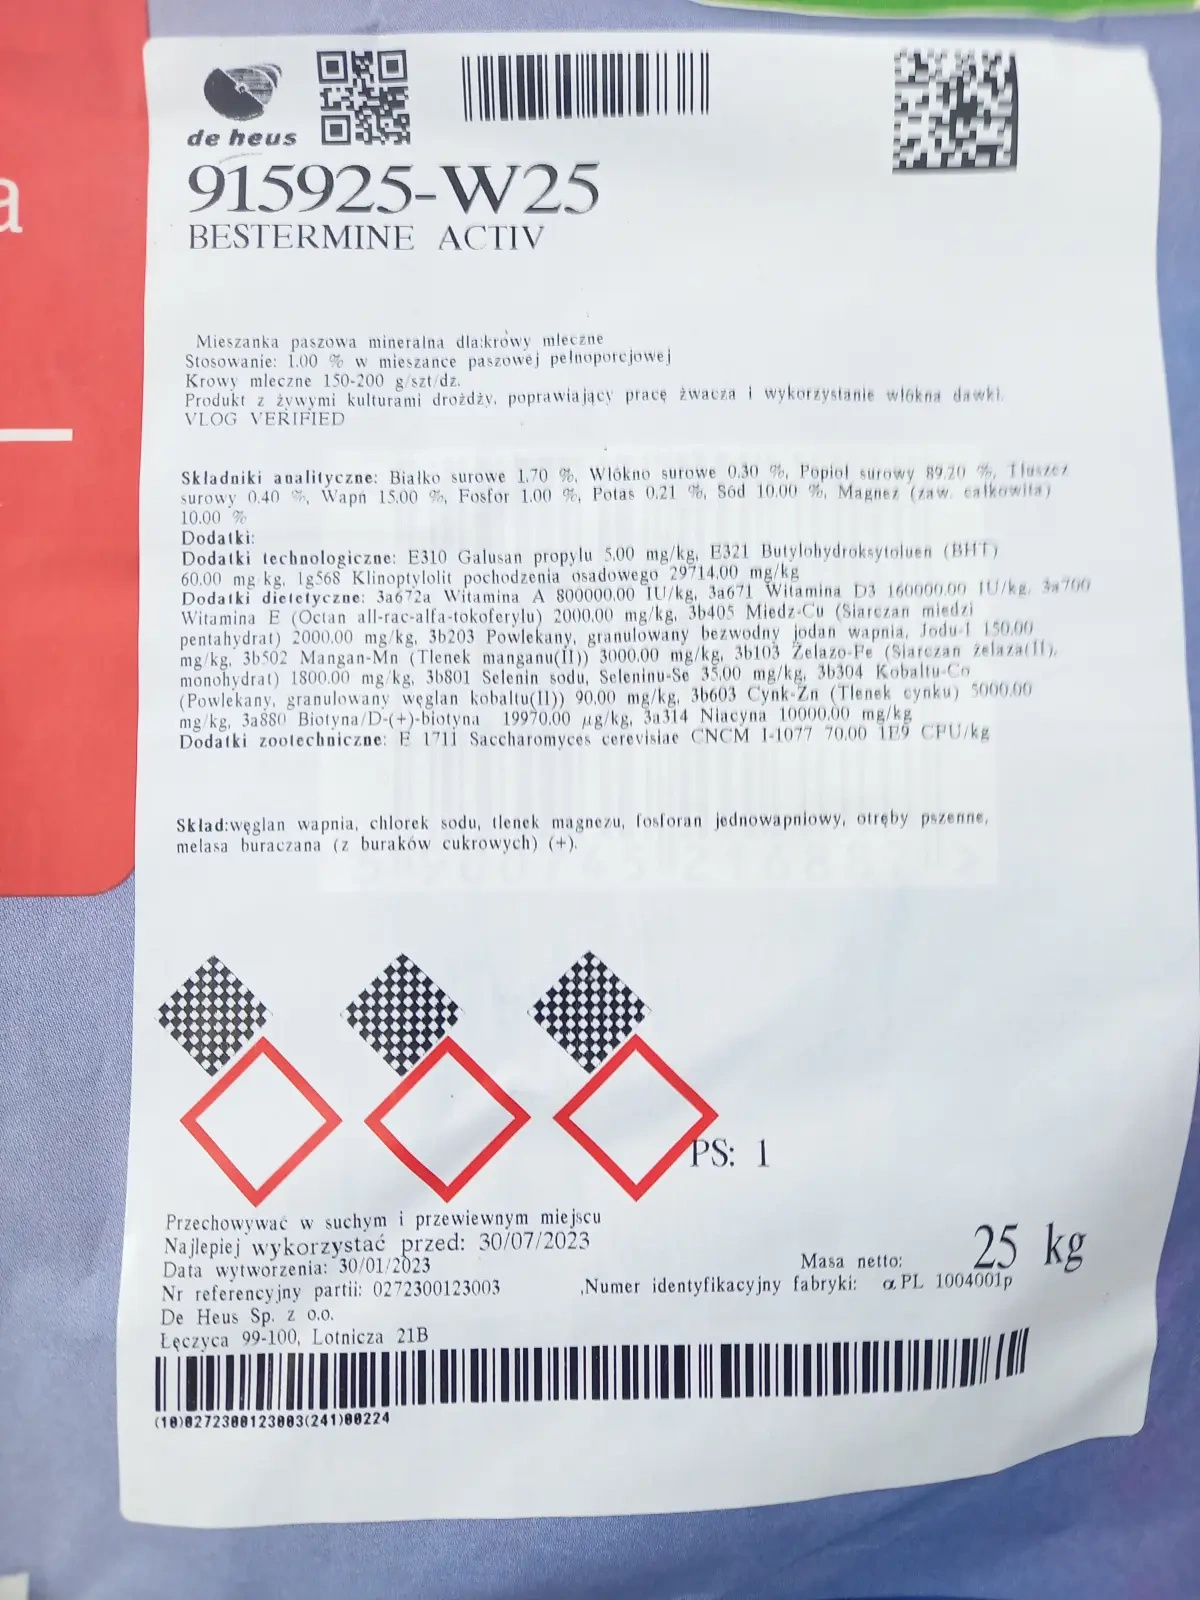 a
de heus
915925-W25
BESTERMINE ACTIV
Mieszanka paszowa mineralna dla:krówy mleczne
Stosowanie: 1.00 % w mieszance paszowej pełnoporcjowej
Krowy mleczne 150-200 g/szt/dz.
Produkt z żywymi kulturami drożdży, poprawiający pracę żwacza i wykorzystanie włókna dawki.
VLOG VERIFIED
Składniki analityczne: Białko surowe 1.70 %, Włókno surowe 0.30 %, Popiół surowy 89.20 %, Tłuszcz
surowy 0.40 %, Wapń 15.00 %, Fosfor 1.00 %, Potas 0.21 %, Sód 10.00 %, Magnez (zaw. całkowita)
10.00 %
Dodatki:
Dodatki technologiczne: E310 Galusan propylu 5.00 mg/kg, E321 Butylohydroksytoluen (BHT)
60.00 mg/kg, 1g568 Klinoptylolit pochodzenia osadowego 29714.00 mg/kg
Dodatki dietetyczne: 3a672a Witamina A 800000.00 IU/kg, 3a671 Witamina D3 160000.00 IU/kg, 3a700
Witamina E (Octan all-rac-alfa-tokoferylu) 2000.00 mg/kg, 3b405 Miedź-Cu (Siarczan miedzi
pentahydrat) 2000.00 mg/kg, 3b203 Powlekany, granulowany bezwodny jodan wapnia, Jodu-I 150.00
mg/kg, 3b502 Mangan-Mn (Tlenek manganu(II)) 3000.00 mg/kg, 3b103 Żelazo-Fe (Siarczan żelaza(II),
monohydrat) 1800.00 mg/kg, 3b801 Selenin sodu, Seleninu-Se 35.00 mg/kg, 3b304 Kobaltu-Co
(Powlekany, granulowany węglan kobaltu(II)) 90.00 mg/kg, 3b603 Cynk-Zn (Tlenek cynku) 5000.00
mg/kg, 3a880 Biotyna/D-(+)-biotyna 19970.00 µg/kg, 3a314 Niacyna 10000.00 mg/kg
Dodatki zootechniczne: E 1711 Saccharomyces cerevisiae CNCM I-1077 70.00 1E9 CFU/kg
Skład:węglan wapnia, chlorek sodu, tlenek magnezu, fosforan jednowapniowy, otręby pszenne,
melasa buraczana (z buraków cukrowych) (+).
PS: 1
Przechowywać w suchym i przewiewnym miejscu
Najlepiej wykorzystać przed: 30/07/2023
Data wytworzenia: 30/01/2023
Masa netto: 25 kg
Nr referencyjny partii: 0272300123003 ,Numer identyfikacyjny fabryki: αPL 1004001p
De Heus Sp. z o.o.
Łęczyca 99-100, Lotnicza 21B
(10)0272300123003(241)00224